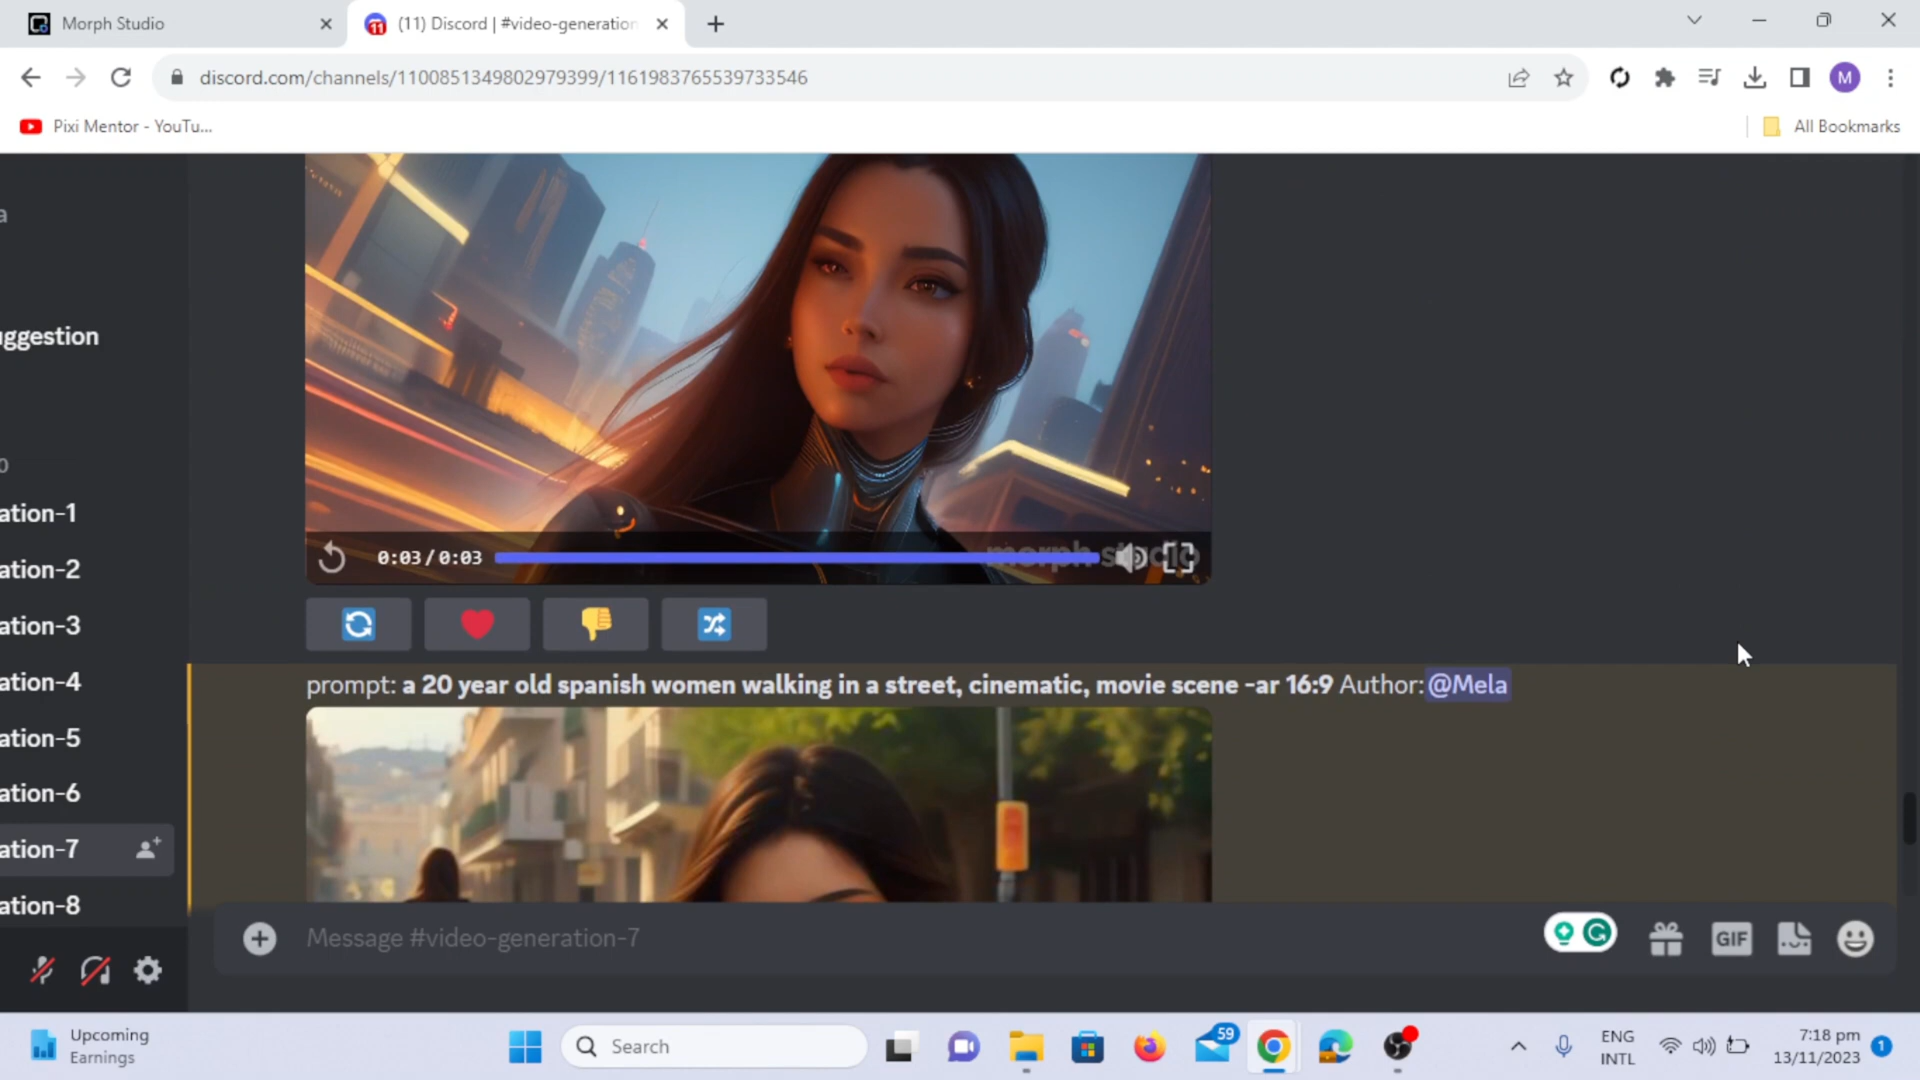 Morph Studio
(11) Discord | #video-generation
discord.com/channels/1100851349802979399/1161983765539733546
M
Pixi Mentor - YouTu...
All Bookmarks
a
ggestion
0
ation-1
ation-2
ation-3
ation-4
ation-5
ation-6
ation-7
ation-8
0:03/0:03
morph studio
prompt: a 20 year old spanish women walking in a street, cinematic, movie scene -ar 16:9 Author:@Mela
Message #video-generation-7
GIF
Upcoming
Earnings
Search
59
ENG
INTL
7:18 pm
13/11/2023
1